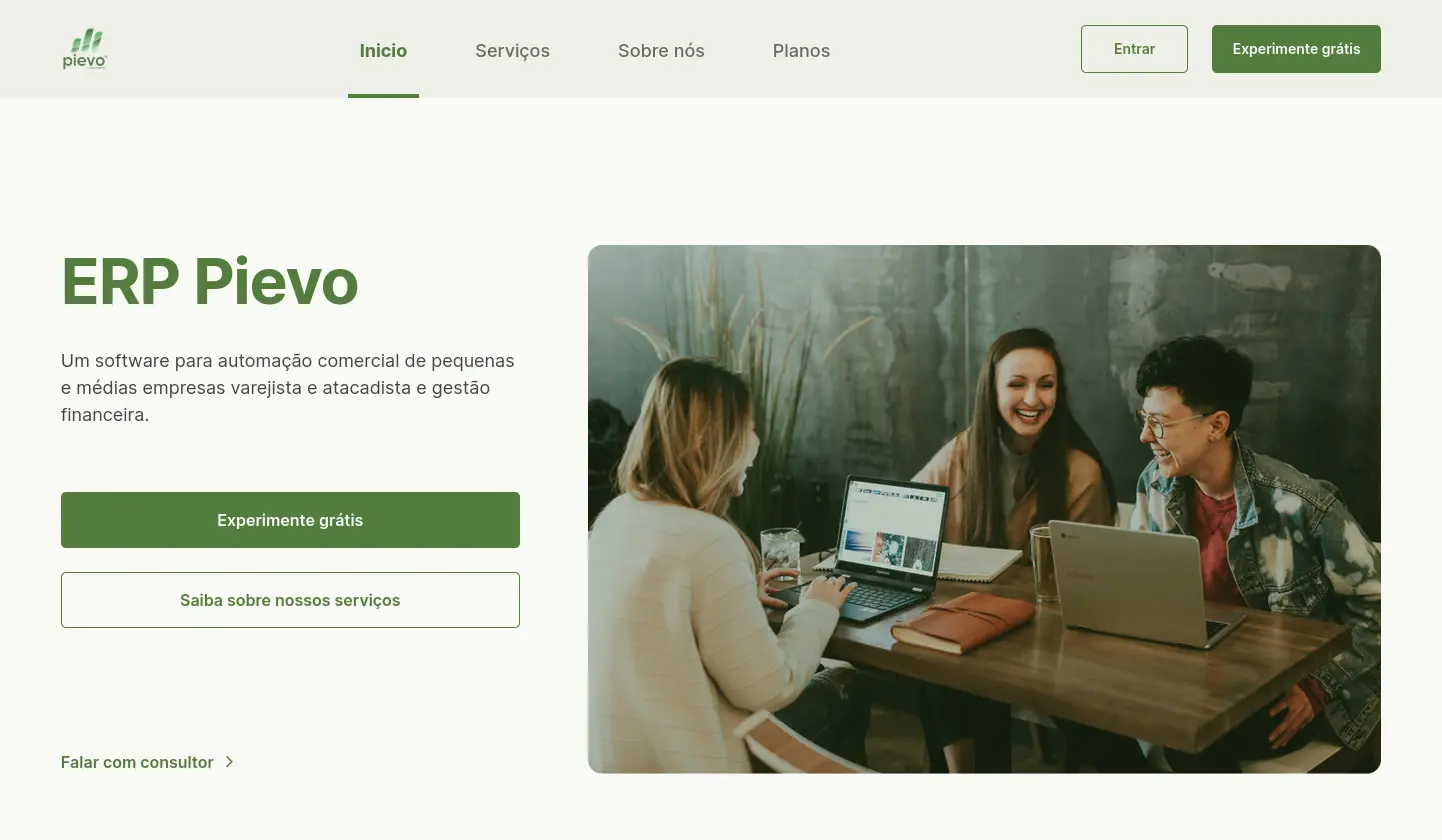 pievo
Inicio
Serviços
Sobre nós
Planos
Entrar
Experimente grátis
ERP Pievo
Um software para automação comercial de pequenas
e médias empresas varejista e atacadista e gestão
financeira.
Experimente grátis
Saiba sobre nossos serviços
Falar com consultor